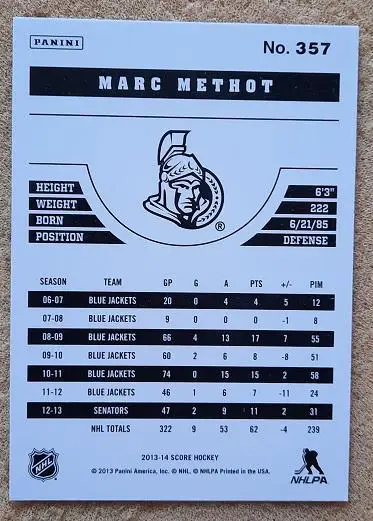 PANINI
No. 357
MARC METHOT
HEIGHT 6'3"
WEIGHT 222
BORN 6/21/85
POSITION DEFENSE
SEASON TEAM GP G A PTS +/- PIM
06-07 BLUE JACKETS 20 0 4 4 5 12
07-08 BLUE JACKETS 9 0 0 0 -1 8
08-09 BLUE JACKETS 66 4 13 17 7 55
09-10 BLUE JACKETS 60 2 6 8 -8 51
10-11 BLUE JACKETS 74 0 15 15 2 58
11-12 BLUE JACKETS 46 1 6 7 -11 24
12-13 SENATORS 47 2 9 11 2 31
NHL TOTALS 322 9 53 62 -4 239
2013-14 SCORE HOCKEY
© 2013 Panini America, Inc. © NHL, © NHLPA Printed in the USA.
NHL
NHLPA